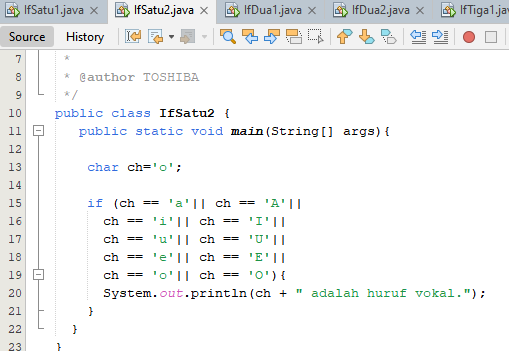 IfSatu1.java IfSatu2.java IfDua1.java IfDua2.java IfTiga1.jav
Source History
7 *
8 * @author TOSHIBA
9 */
10 public class IfSatu2 {
11 public static void main(String[] args){
12
13 char ch='o';
14
15 if (ch == 'a'|| ch == 'A'||
16 ch == 'i'|| ch == 'I'||
17 ch == 'u'|| ch == 'U'||
18 ch == 'e'|| ch == 'E'||
19 ch == 'o'|| ch == 'O'){
20 System.out.println(ch + " adalah huruf vokal.");
21 }
22 }
23 }